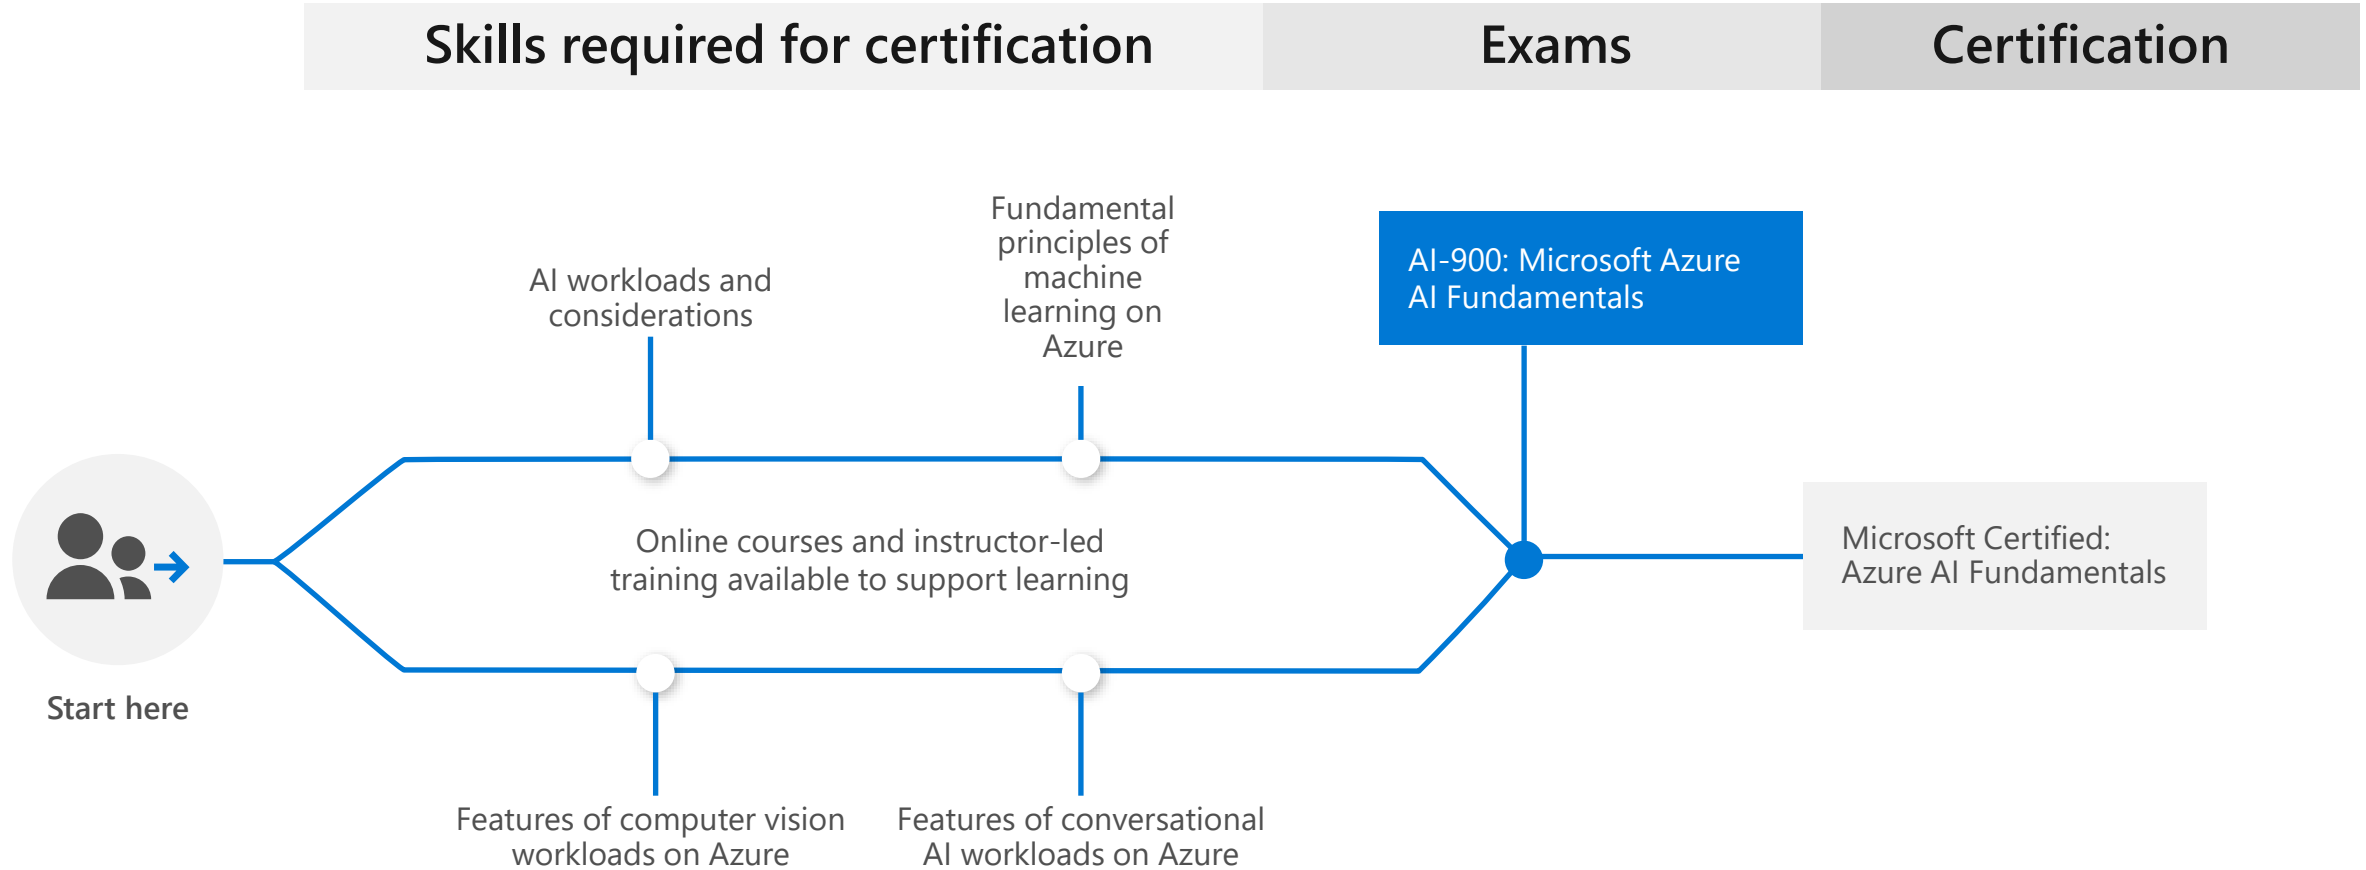 Skills required for certification
Exams
Certification
AI workloads and
considerations
Fundamental
principles of
machine
learning on
Azure
AI-900: Microsoft Azure
AI Fundamentals
Online courses and instructor-led
training available to support learning
Microsoft Certified:
Azure AI Fundamentals
Start here
Features of computer vision
workloads on Azure
Features of conversational
AI workloads on Azure